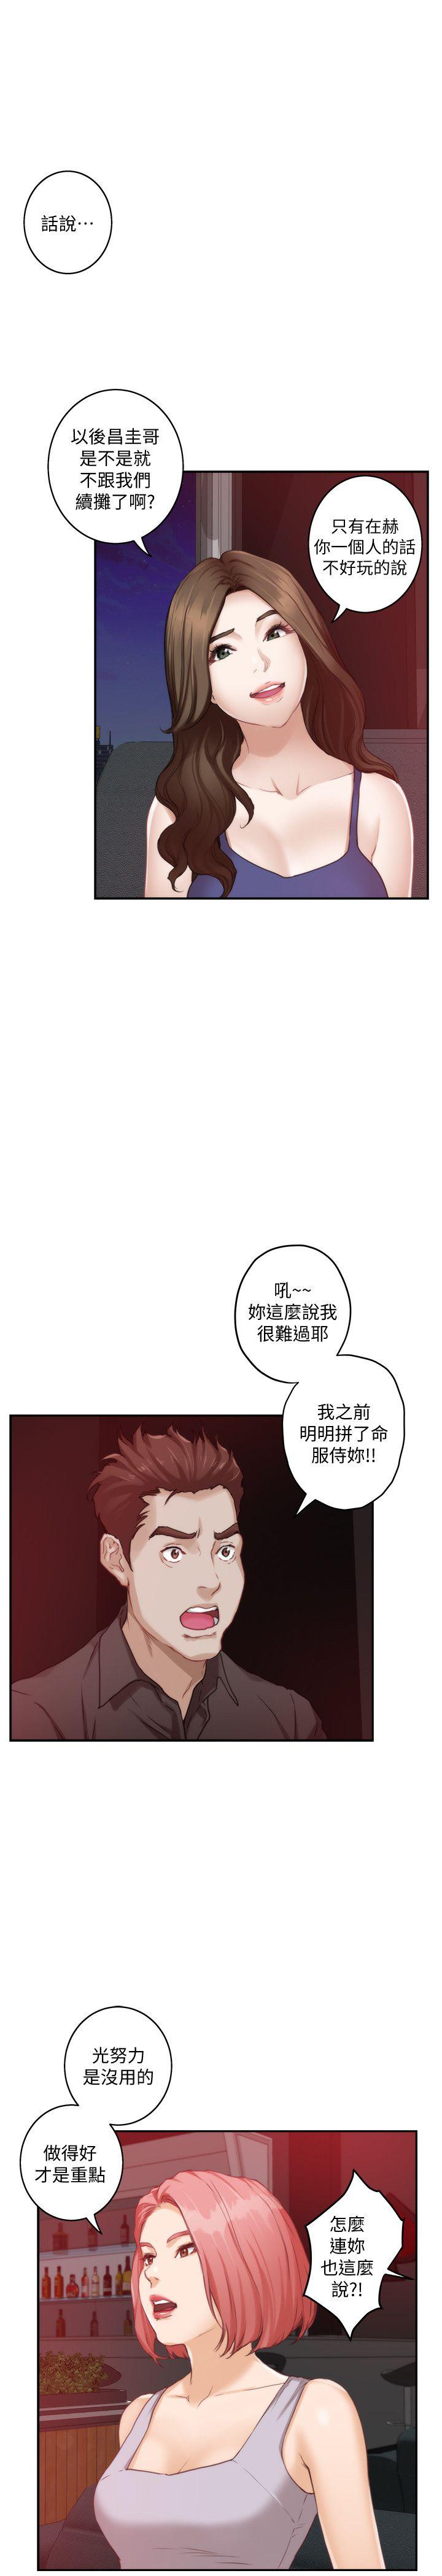 話說…
以後昌圭哥
是不是就
不跟我們
續攤了啊?
只有在赫
你一個人的話
不好玩的說
吼~~
妳這麼說我
很難過耶
我之前
明明拼了命
服侍妳!!
光努力
是沒用的
做得好
才是重點
怎麼
連妳
也這麼
說?!